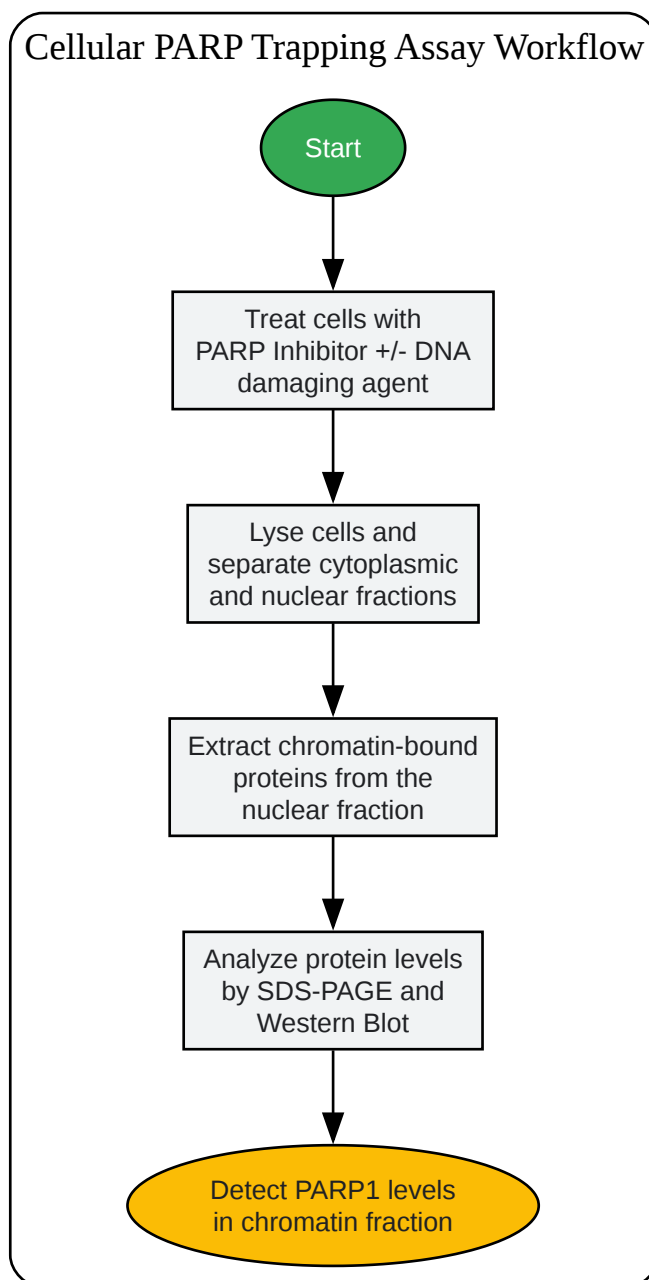 Cellular PARP Trapping Assay Workflow
Start
Treat cells with
PARP Inhibitor +/- DNA
damaging agent
Lyse cells and
separate cytoplasmic
and nuclear fractions
Extract chromatin-bound
proteins from the
nuclear fraction
Analyze protein levels
by SDS-PAGE and
Western Blot
Detect PARP1 levels
in chromatin fraction